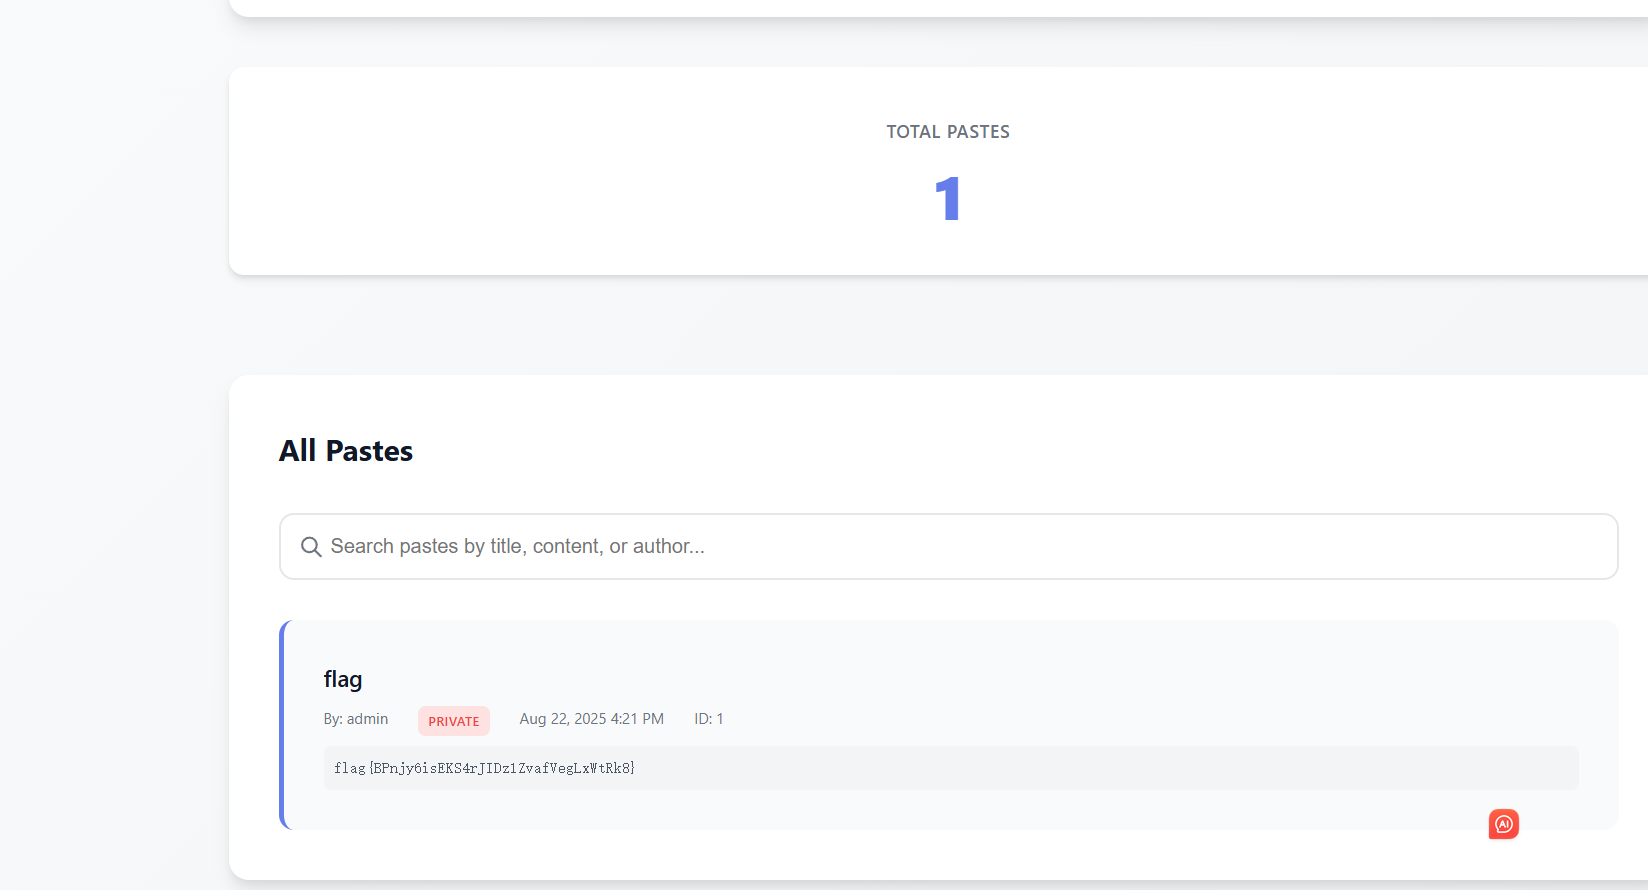 TOTAL PASTES
1
All Pastes
Search pastes by title, content, or author...
flag
By: admin PRIVATE Aug 22, 2025 4:21 PM ID: 1
flag{BPnjy6isEKS4rJIDz1ZvafVegLxWtRk8}
AI